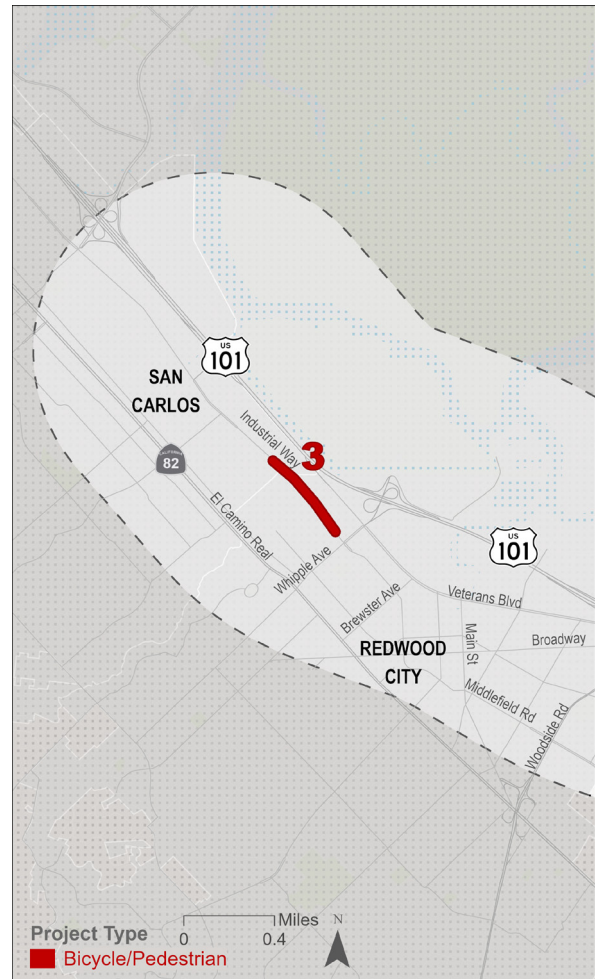 US
101
SAN
CARLOS
Industrial Way
3
CALIFORNIA
82
El Camino Real
US
101
Whipple Ave
Brewster Ave
Veterans Blvd
Main St
Broadway
REDWOOD
CITY
Middlefield Rd
Woodside Rd
Miles
N
0
0.4
Project Type
Bicycle/Pedestrian